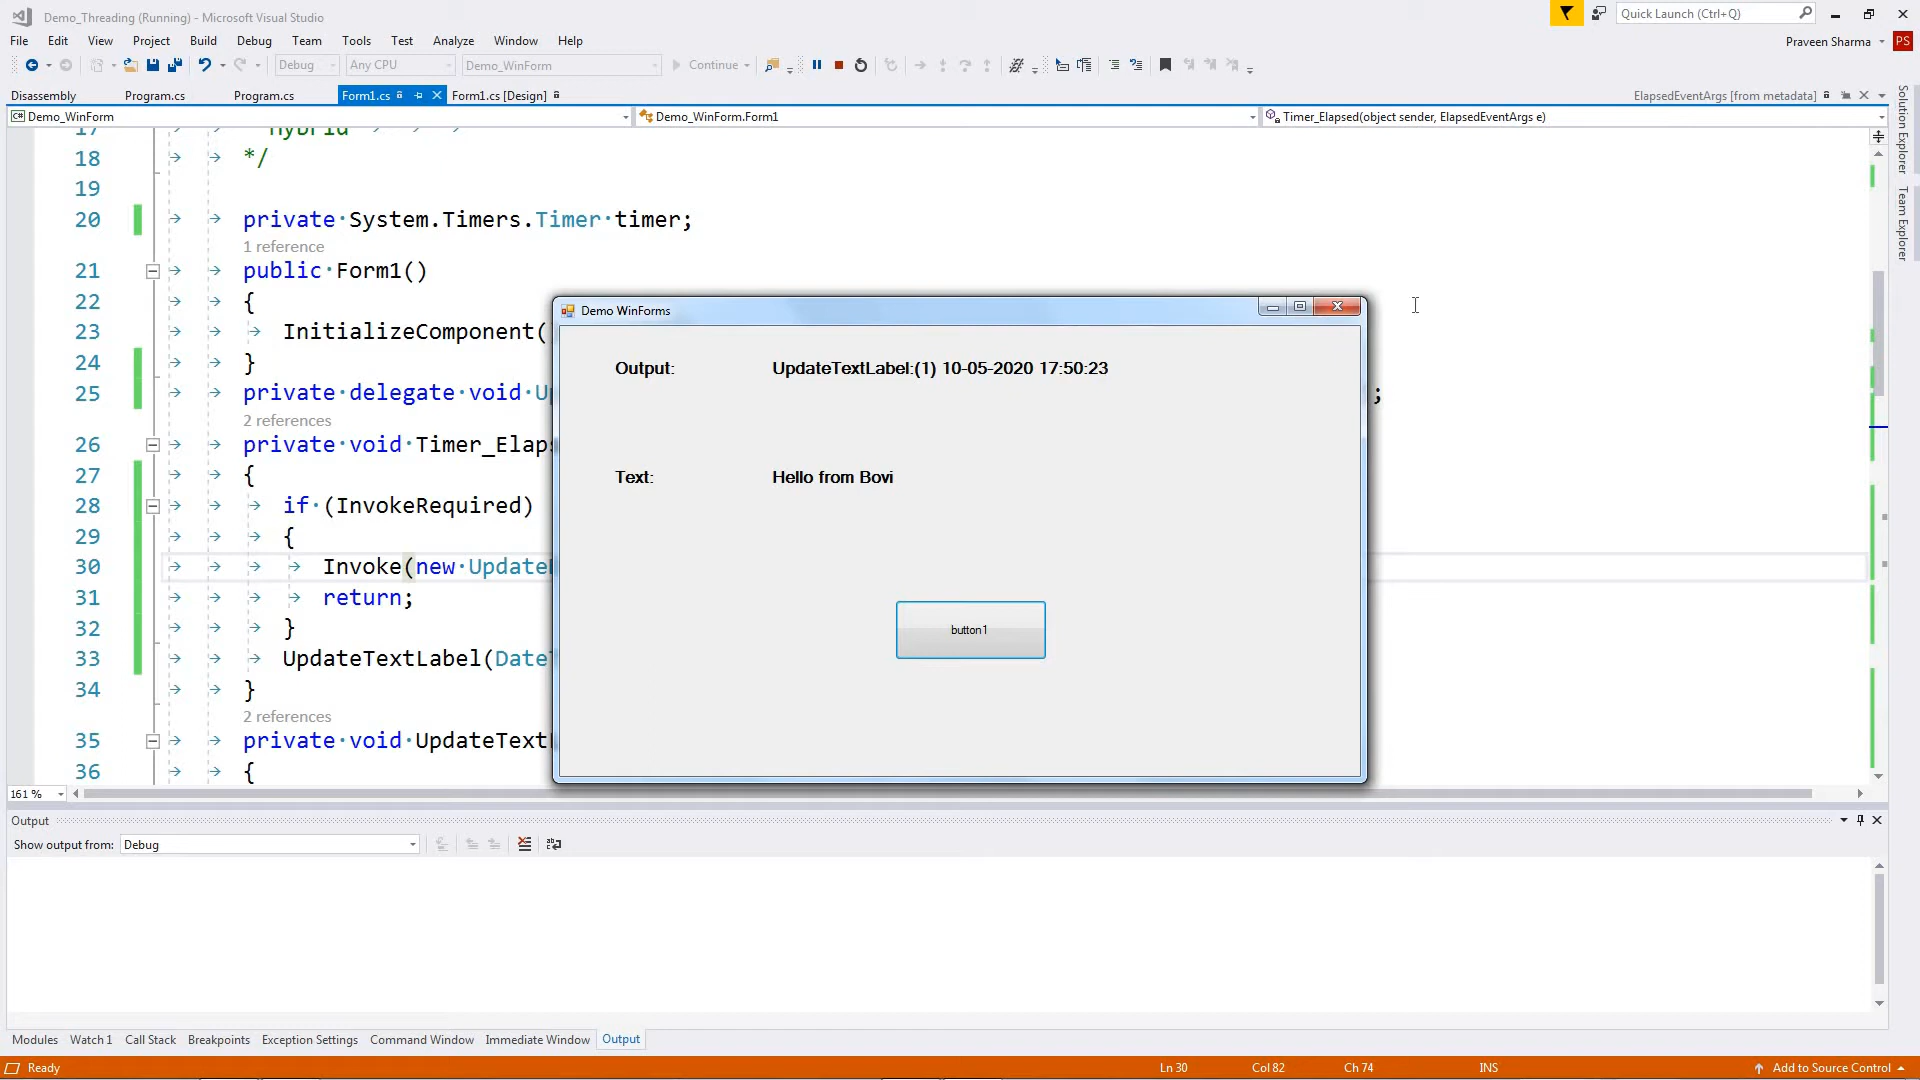 Demo_Threading (Running) - Microsoft Visual Studio
Quick Launch (Ctrl+Q)
File Edit View Project Build Debug Team Tools Test Analyze Window Help
Praveen Sharma PS
Debug Any CPU Demo_WinForm Continue
Disassembly Program.cs Program.cs Form1.cs Form1.cs [Design] ElapsedEventArgs [from metadata]
C# Demo_WinForm Demo_WinForm.Form1 Timer_Elapsed(object sender, ElapsedEventArgs e)
17 Hybrid
18 */
19
20 private System.Timers.Timer timer;
1 reference
21 public Form1()
22 {
23 InitializeComponent(
24 }
25 private delegate void U ;
2 references
26 private void Timer_Elaps
27 {
28 if (InvokeRequired)
29 {
30 Invoke(new Update
31 return;
32 }
33 UpdateTextLabel(DateT
34 }
2 references
35 private void UpdateText
36 {
Demo WinForms
Output: UpdateTextLabel:(1) 10-05-2020 17:50:23
Text: Hello from Bovi
button1
Solution Explorer
Team Explorer
161 %
Output
Show output from: Debug
Modules Watch 1 Call Stack Breakpoints Exception Settings Command Window Immediate Window Output
Ready Ln 30 Col 82 Ch 74 INS Add to Source Control